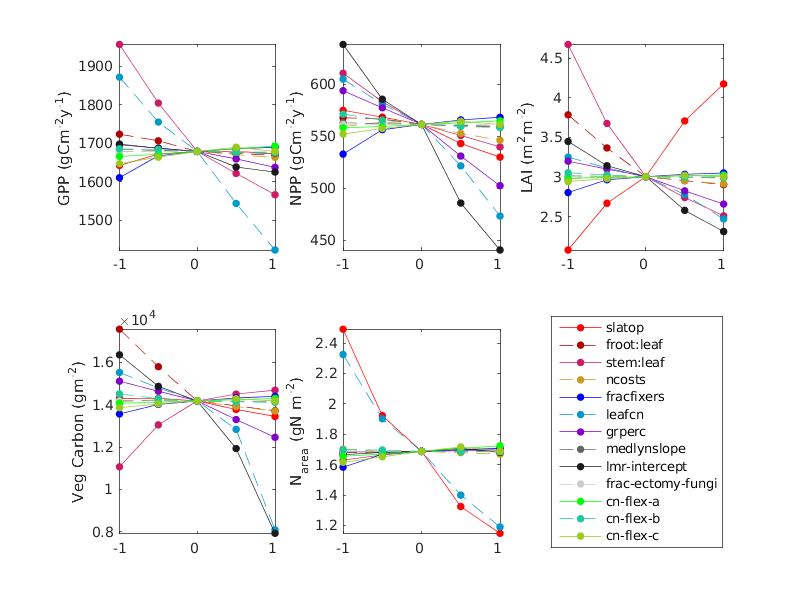 GPP (gCm⁻²y⁻¹)
1900
1800
1700
1600
1500
-1 0 1
NPP (gCm⁻²y⁻¹)
600
550
500
450
-1 0 1
LAI (m²m⁻²)
4.5
4
3.5
3
2.5
-1 0 1
Veg Carbon (gm⁻²)
×10⁴
1.6
1.4
1.2
1
0.8
-1 0 1
N_area (gN m⁻²)
2.4
2.2
2
1.8
1.6
1.4
1.2
-1 0 1
slatop
froot:leaf
stem:leaf
ncosts
fracfixers
leafcn
grperc
medlynslope
lmr-intercept
frac-ectomy-fungi
cn-flex-a
cn-flex-b
cn-flex-c